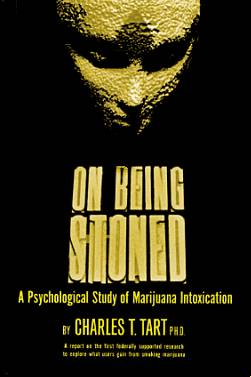 ON BEING
STONED
A Psychological Study of Marijuana Intoxication
BY CHARLES T. TART PH.D.
A report on the first federally supported research
to explore what users gain from smoking marijuana